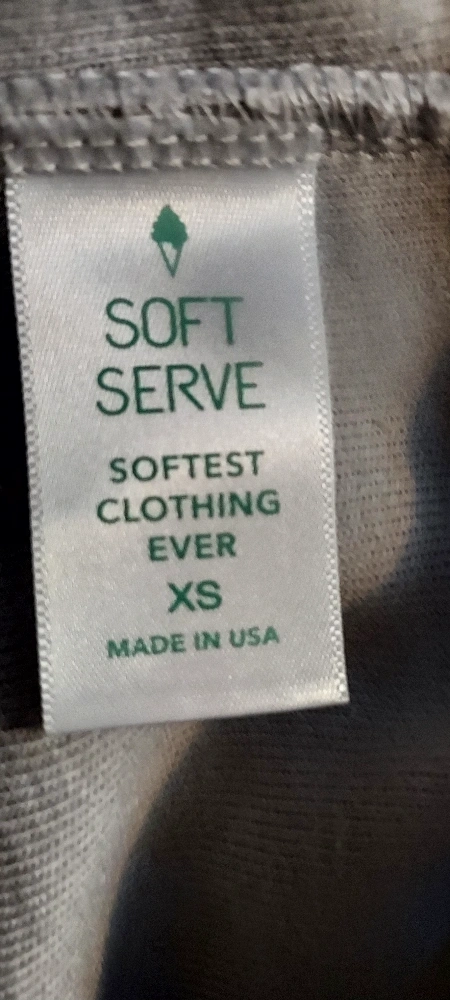 SOFT
SERVE
SOFTEST
CLOTHING
EVER
XS
MADE IN USA